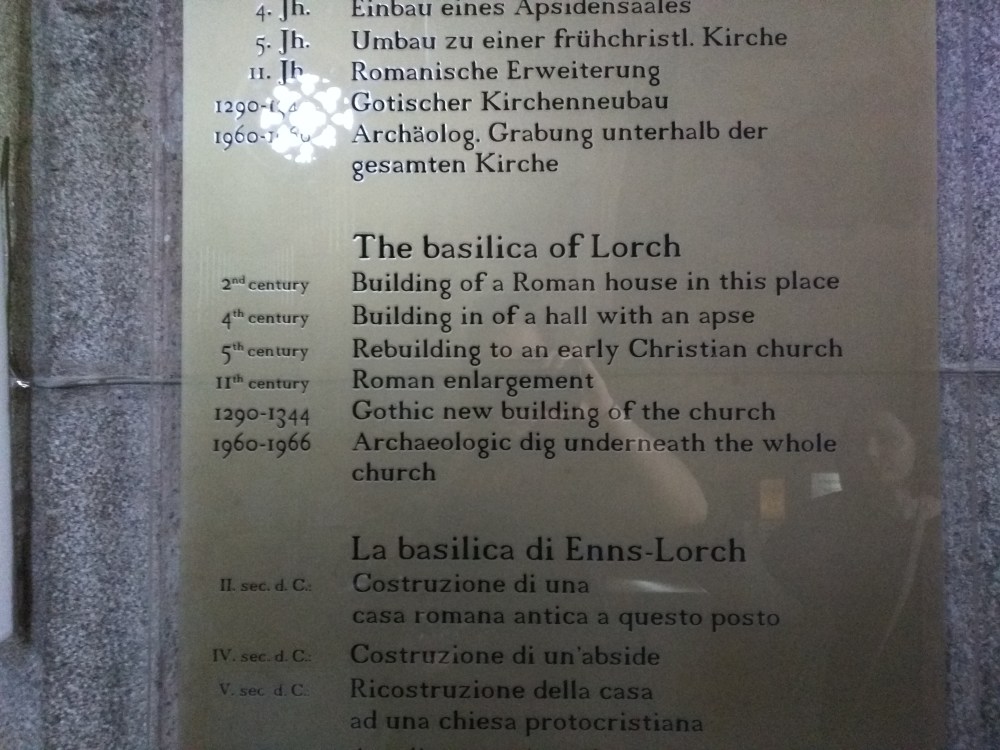 4. Jh. Einbau eines Apsidensaales
5. Jh. Umbau zu einer frühchristl. Kirche
11. Jh Romanische Erweiterung
Gotischer Kirchenneubau
Archäolog. Grabung unterhalb der
gesamten Kirche
The basilica of Lorch
2nd century Building of a Roman house in this place
4th century Building in of a hall with an apse
5th century Rebuilding to an early Christian church
11th century Roman enlargement
1290-1344 Gothic new building of the church
1960-1966 Archaeologic dig underneath the whole
church
La basilica di Enns-Lorch
II. sec. d. C.: Costruzione di una
casa romana antica a questo posto
IV. sec. d. C.: Costruzione di un'abside
V. sec d. C.: Ricostruzione della casa
ad una chiesa protocristiana